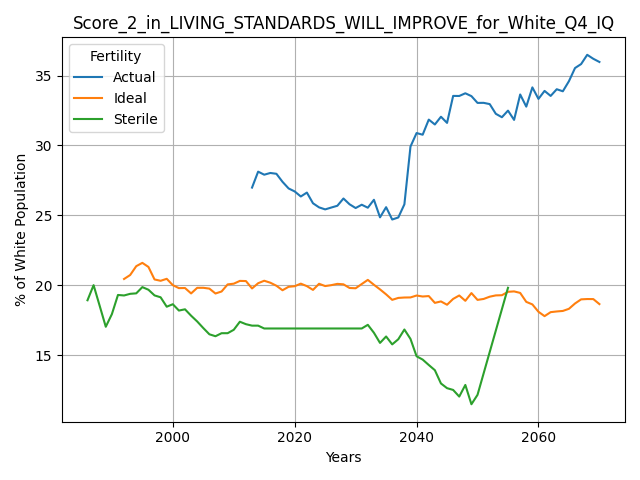 Score_2_in_LIVING_STANDARDS_WILL_IMPROVE_for_White_Q4_IQ
Fertility
Actual
Ideal
Sterile
% of White Population
35
30
25
20
15
2000
2020
2040
2060
Years